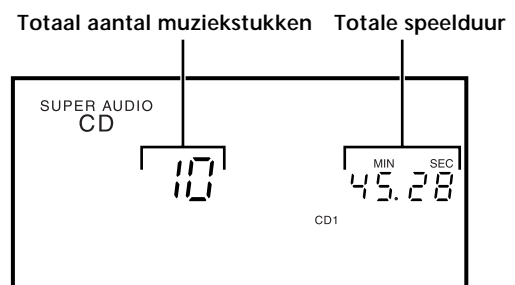 Totaal aantal muziekstukken Totale speelduur
SUPER AUDIO
CD
MIN SEC
10 45.28
CD1